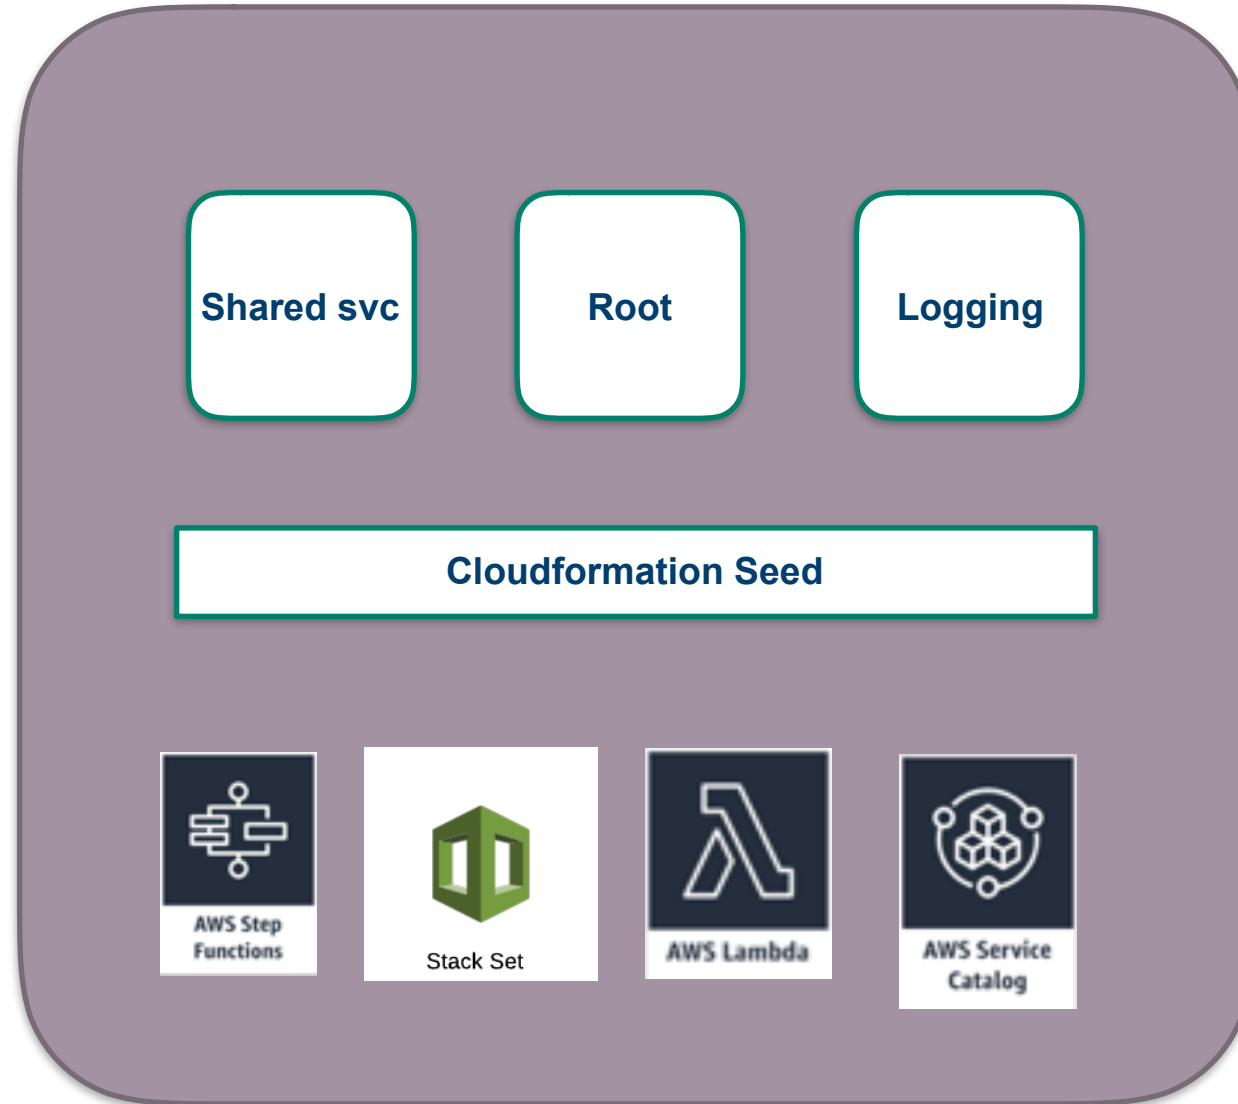 Shared svc
Root
Logging
Cloudformation Seed
AWS Step
Functions
Stack Set
AWS Lambda
AWS Service
Catalog